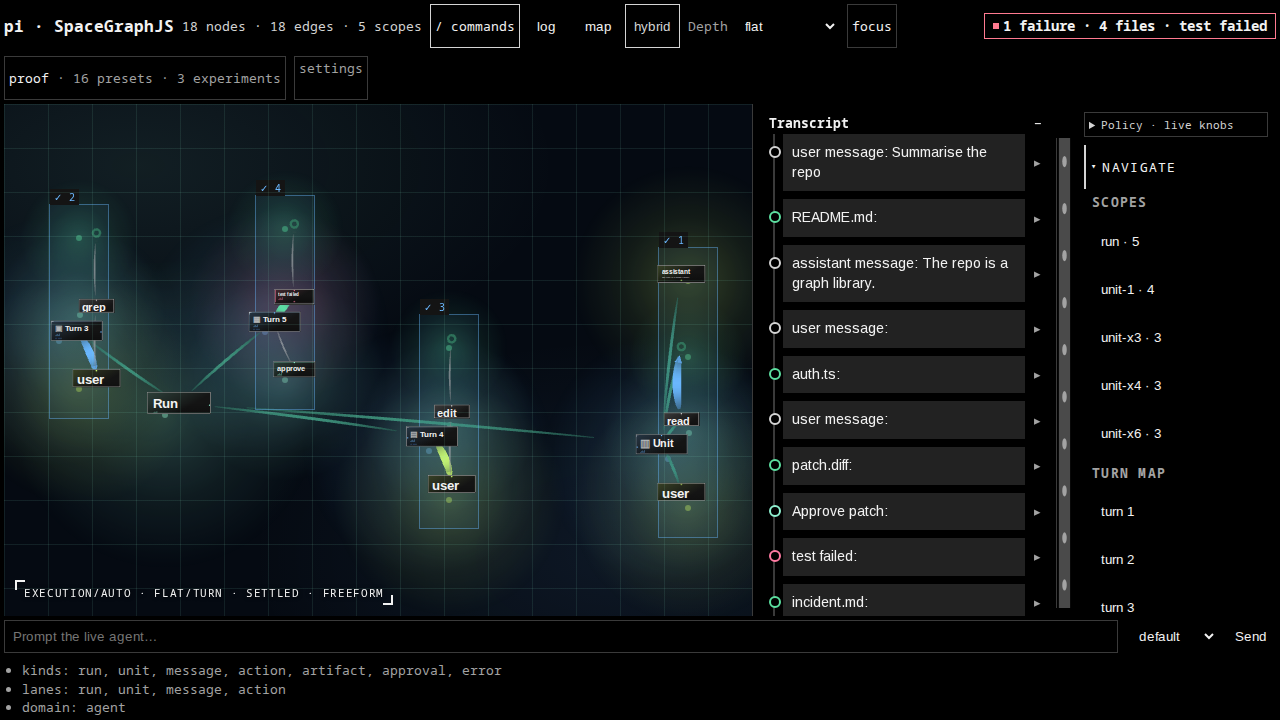 pi · SpaceGraphJS 18 nodes · 18 edges · 5 scopes / commands log map hybrid Depth flat focus 1 failure · 4 files · test failed
proof · 16 presets · 3 experiments settings
✓ 2
✓ 4
✓ 1
✓ 3
assistant
test failed
grep
Turn 3
Turn 5
user
approve
Run
edit
read
Turn 4
Unit
user
user
EXECUTION/AUTO · FLAT/TURN · SETTLED · FREEFORM
Transcript
user message: Summarise the
repo
README.md:
assistant message: The repo is a
graph library.
user message:
auth.ts:
user message:
patch.diff:
Approve patch:
test failed:
incident.md:
Policy · live knobs
NAVIGATE
SCOPES
run · 5
unit-1 · 4
unit-x3 · 3
unit-x4 · 3
unit-x6 · 3
TURN MAP
turn 1
turn 2
turn 3
Prompt the live agent… default Send
kinds: run, unit, message, action, artifact, approval, error
lanes: run, unit, message, action
domain: agent